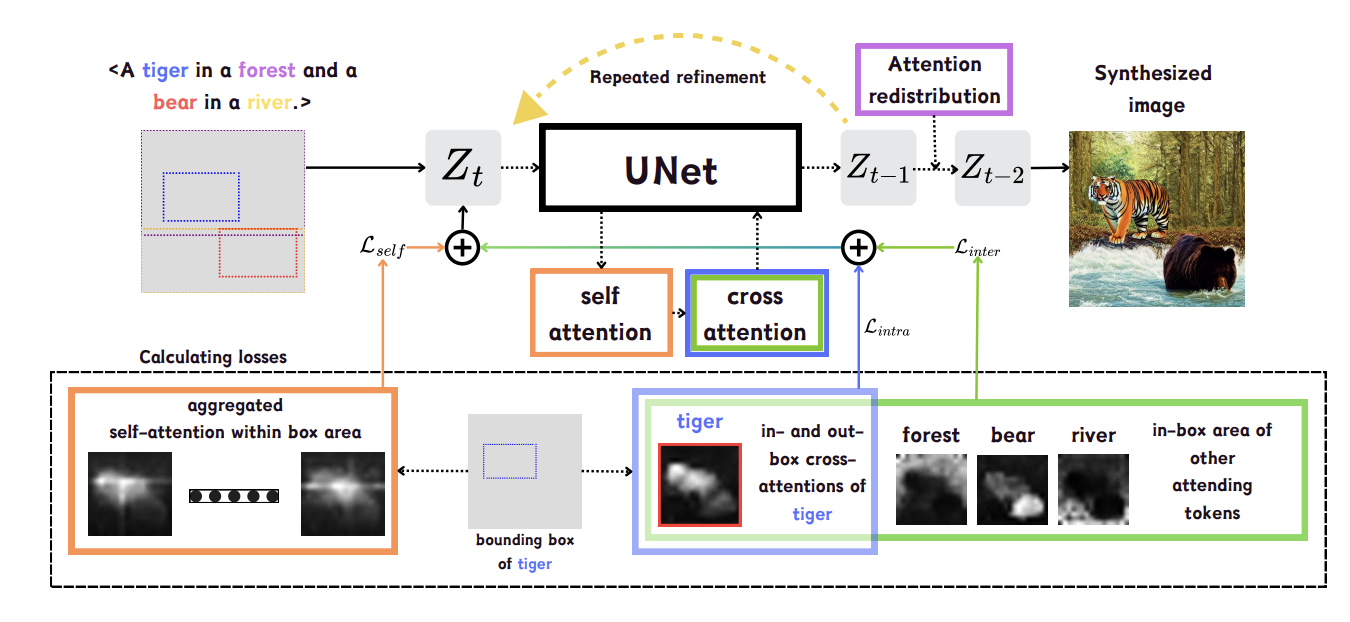 <A tiger in a forest and a
bear in a river.>
Repeated refinement
Attention
redistribution
Synthesized
image
Z_t
UNet
Z_{t-1}
Z_{t-2}
\mathcal{L}_{self}
\mathcal{L}_{inter}
self
attention
cross
attention
\mathcal{L}_{intra}
Calculating losses
aggregated
self-attention within box area
bounding box
of tiger
tiger
in- and out-
box cross-
attentions of
tiger
forest
bear
river
in-box area of
other
attending
tokens